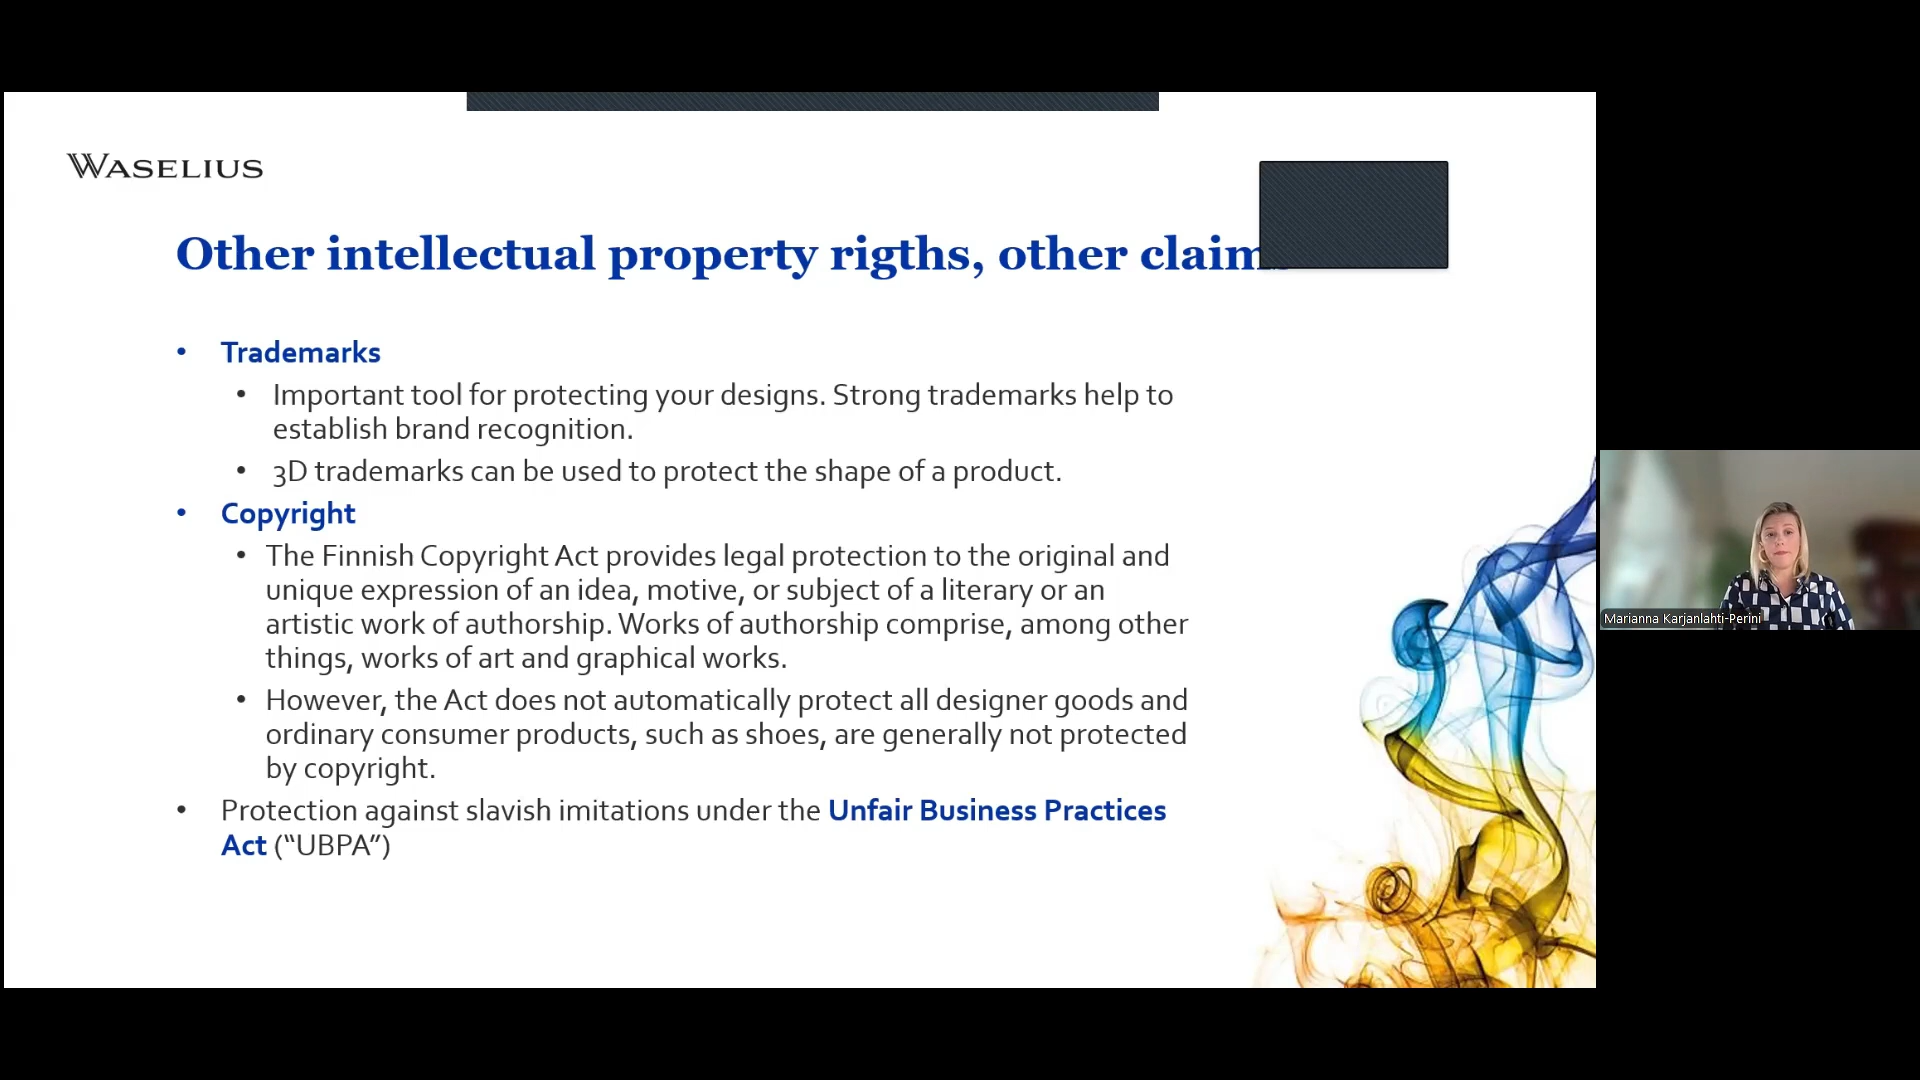 WASELIUS
Other intellectual property rigths, other claims
• Trademarks
• Important tool for protecting your designs. Strong trademarks help to
establish brand recognition.
• 3D trademarks can be used to protect the shape of a product.
• Copyright
• The Finnish Copyright Act provides legal protection to the original and
unique expression of an idea, motive, or subject of a literary or an
artistic work of authorship. Works of authorship comprise, among other
things, works of art and graphical works.
• However, the Act does not automatically protect all designer goods and
ordinary consumer products, such as shoes, are generally not protected
by copyright.
• Protection against slavish imitations under the Unfair Business Practices
Act (“UBPA”)
Marianna Karjanlahti-Perini